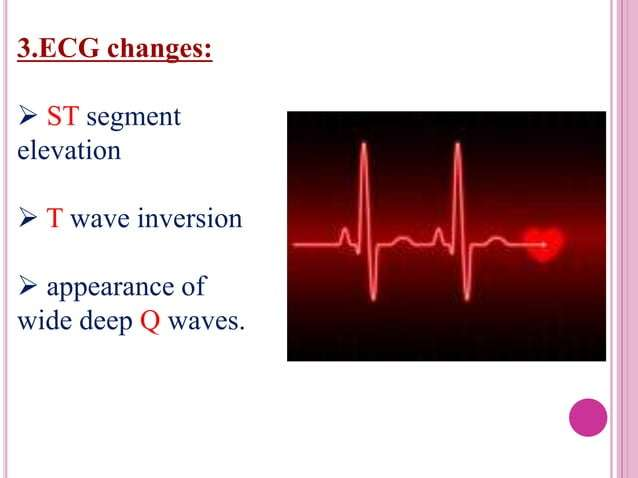 3.ECG changes:
➢ ST segment
elevation
➢ T wave inversion
➢ appearance of
wide deep Q waves.